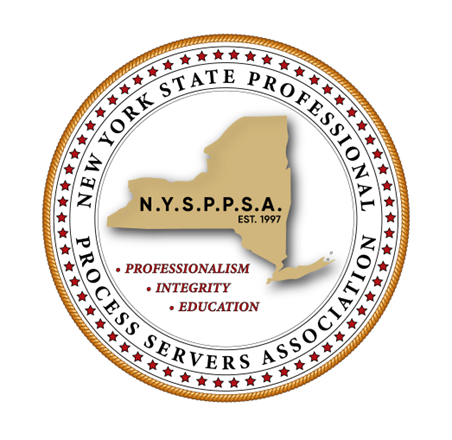 NEW YORK STATE PROFESSIONAL
PROCESS SERVERS ASSOCIATION
N.Y.S.P.P.S.A.
EST. 1997
• PROFESSIONALISM
• INTEGRITY
• EDUCATION